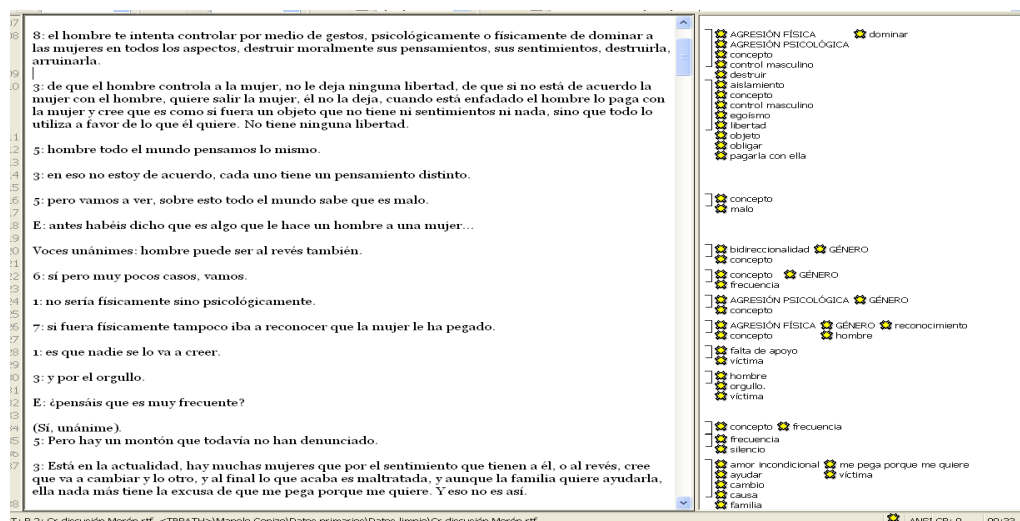 07
08
8: el hombre te intenta controlar por medio de gestos, psicológicamente o físicamente de dominar a
las mujeres en todos los aspectos, destruir moralmente sus pensamientos, sus sentimientos, destruirla,
arruinarla.
09
10
3: de que el hombre controla a la mujer, no le deja ninguna libertad, de que si no está de acuerdo la
mujer con el hombre, quiere salir la mujer, él no la deja, cuando está enfadado el hombre lo paga con
la mujer y cree que es como si fuera un objeto que no tiene ni sentimientos ni nada, sino que todo lo
utiliza a favor de lo que él quiere. No tiene ninguna libertad.
5: hombre todo el mundo pensamos lo mismo.
3: en eso no estoy de acuerdo, cada uno tiene un pensamiento distinto.
5: pero vamos a ver, sobre esto todo el mundo sabe que es malo.
E: antes habéis dicho que es algo que le hace un hombre a una mujer...
Voces unánimes: hombre puede ser al revés también.
6: sí pero muy pocos casos, vamos.
1: no sería físicamente sino psicológicamente.
7: si fuera físicamente tampoco iba a reconocer que la mujer le ha pegado.
1: es que nadie se lo va a creer.
3: y por el orgullo.
E: ¿pensáis que es muy frecuente?
(Sí, unánime).
5: Pero hay un montón que todavía no han denunciado.
3: Está en la actualidad, hay muchas mujeres que por el sentimiento que tienen a él, o al revés, cree
que va a cambiar y lo otro, y al final lo que acaba es maltratada, y aunque la familia quiere ayudarla,
ella nada más tiene la excusa de que me pega porque me quiere. Y eso no es así.
AGRESIÓN FÍSICA dominar
AGRESIÓN PSICOLÓGICA
concepto
control masculino
destruir
aislamiento
concepto
control masculino
egoísmo
libertad
objeto
obligar
pagarla con ella
concepto
malo
bidireccionalidad GÉNERO
concepto
concepto GÉNERO
frecuencia
AGRESIÓN PSICOLÓGICA GÉNERO
concepto
AGRESIÓN FÍSICA GÉNERO reconocimiento
concepto hombre
falta de apoyo
víctima
hombre
orgullo.
víctima
concepto frecuencia
frecuencia
silencio
amor incondicional me pega porque me quiere
ayudar víctima
cambio
causa
familia